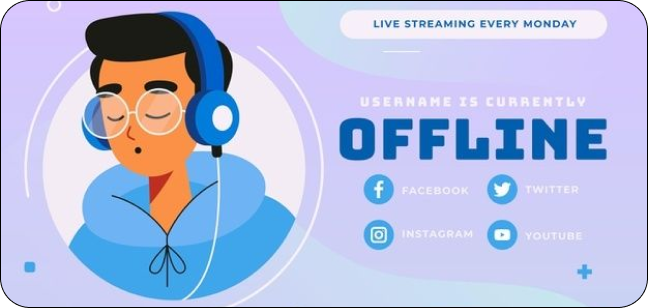 LIVE STREAMING EVERY MONDAY
USERNAME IS CURRENTLY
OFFLINE
FACEBOOK TWITTER
INSTAGRAM YOUTUBE